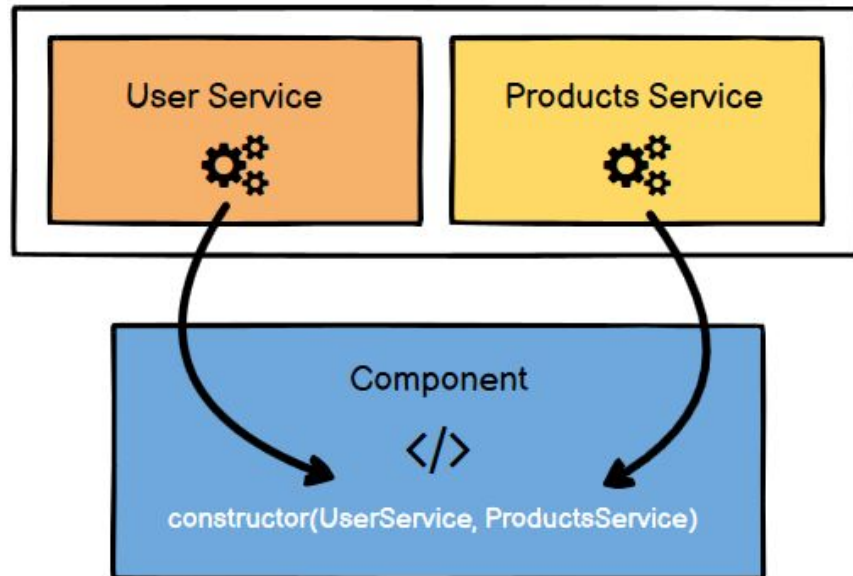 User Service
Products Service
Component
</>
constructor(UserService, ProductsService)